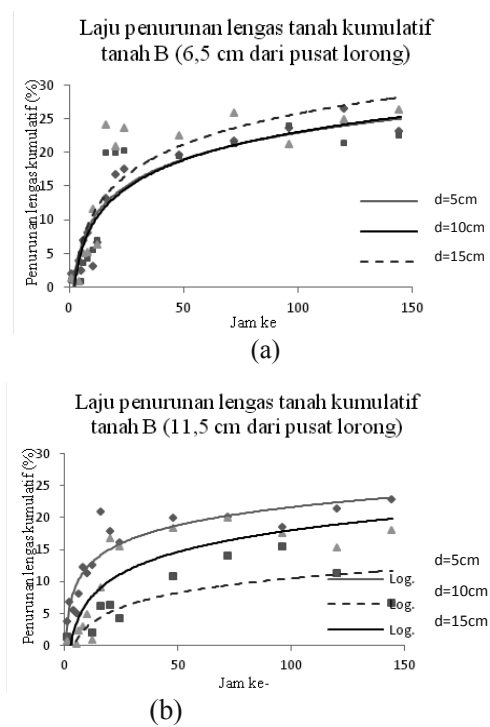 Laju penurunan lengas tanah kumulatif
tanah B (6,5 cm dari pusat lorong)
Penurunan lengas kumulatif (%)
30
25
20
15
10
5
0
0
50
100
150
Jam ke
d=5cm
d=10cm
d=15cm
(a)
Laju penurunan lengas tanah kumulatif
tanah B (11,5 cm dari pusat lorong)
Penurunan lengas kumulatif (%)
30
25
20
15
10
5
0
0
50
100
150
Jam ke-
d=5cm
Log.
d=10cm
Log.
d=15cm
Log.
(b)